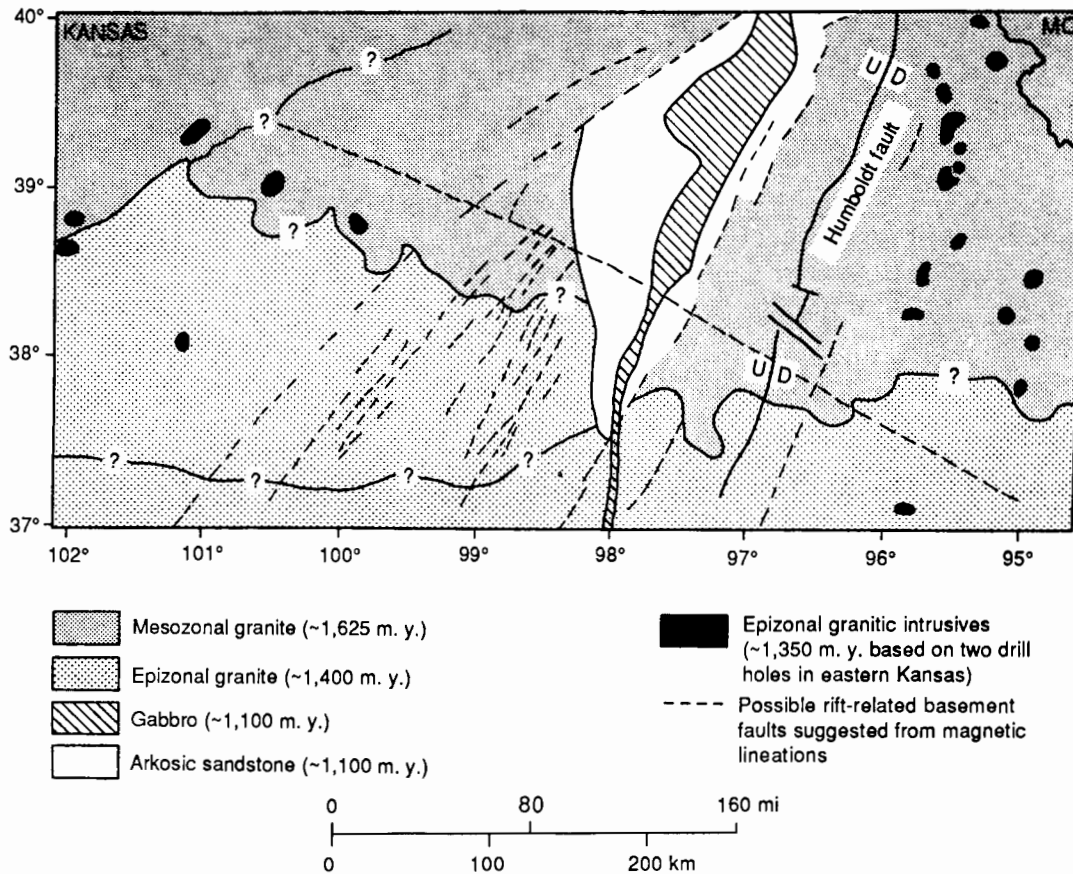 40°
KANSAS
MO
?
?
U D
39°
Humboldt fault
?
?
38°
U D
?
?
?
?
?
37°
102° 101° 100° 99° 98° 97° 96° 95°
Mesozonal granite (~1,625 m. y.)
Epizonal granite (~1,400 m. y.)
Gabbro (~1,100 m. y.)
Arkosic sandstone (~1,100 m. y.)
Epizonal granitic intrusives
(~1,350 m. y. based on two drill
holes in eastern Kansas)
Possible rift-related basement
faults suggested from magnetic
lineations
0 80 160 mi
0 100 200 km